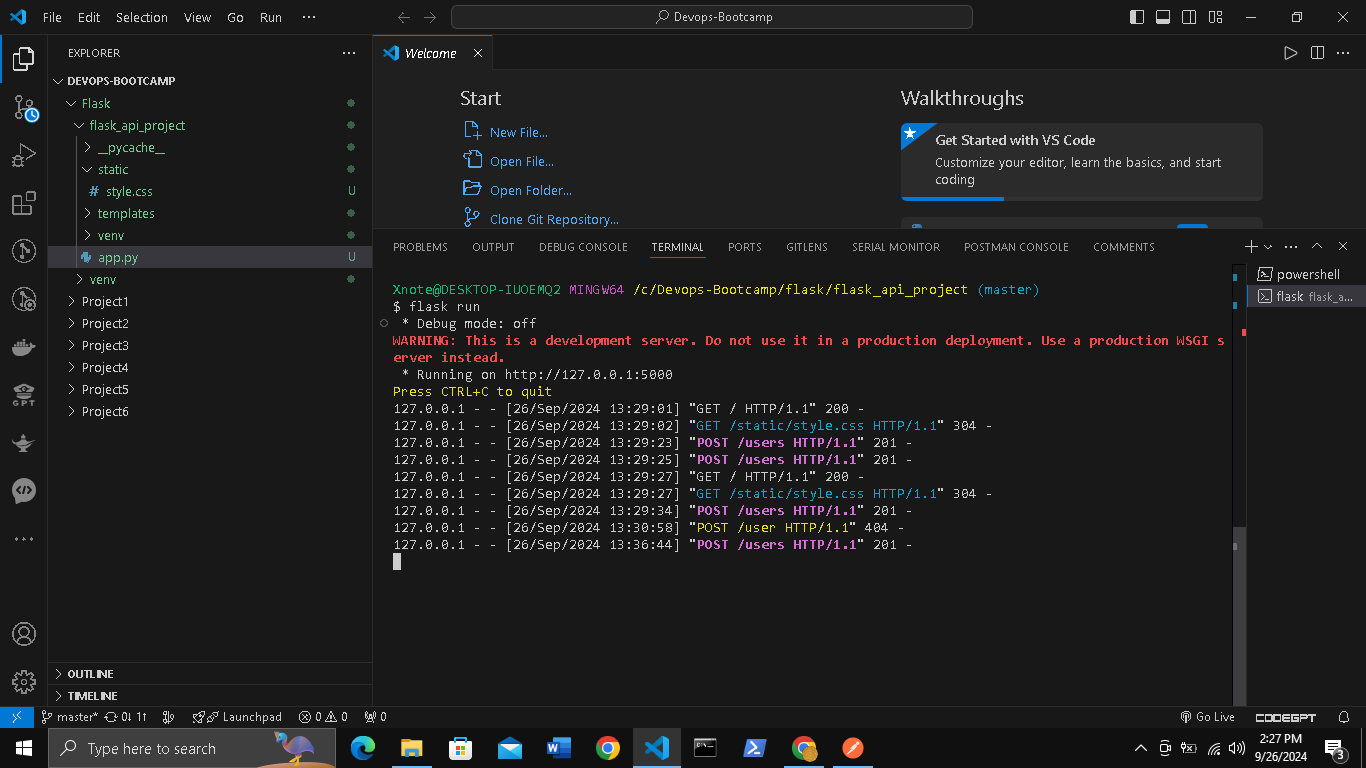 File Edit Selection View Go Run ···
Devops-Bootcamp
EXPLORER
DEVOPS-BOOTCAMP
Flask
flask_api_project
__pycache__
static
# style.css U
templates
venv
app.py U
venv
Project1
Project2
Project3
Project4
Project5
Project6
OUTLINE
TIMELINE
Welcome
Start
New File...
Open File...
Open Folder...
Clone Git Repository...
Walkthroughs
Get Started with VS Code
Customize your editor, learn the basics, and start
coding
PROBLEMS OUTPUT DEBUG CONSOLE TERMINAL PORTS GITLENS SERIAL MONITOR POSTMAN CONSOLE COMMENTS
Xnote@DESKTOP-IUOEMQ2 MINGW64 /c/Devops-Bootcamp/flask/flask_api_project (master)
$ flask run
* Debug mode: off
WARNING: This is a development server. Do not use it in a production deployment. Use a production WSGI s
erver instead.
* Running on http://127.0.0.1:5000
Press CTRL+C to quit
127.0.0.1 - - [26/Sep/2024 13:29:01] "GET / HTTP/1.1" 200 -
127.0.0.1 - - [26/Sep/2024 13:29:02] "GET /static/style.css HTTP/1.1" 304 -
127.0.0.1 - - [26/Sep/2024 13:29:23] "POST /users HTTP/1.1" 201 -
127.0.0.1 - - [26/Sep/2024 13:29:25] "POST /users HTTP/1.1" 201 -
127.0.0.1 - - [26/Sep/2024 13:29:27] "GET / HTTP/1.1" 200 -
127.0.0.1 - - [26/Sep/2024 13:29:27] "GET /static/style.css HTTP/1.1" 304 -
127.0.0.1 - - [26/Sep/2024 13:29:34] "POST /users HTTP/1.1" 201 -
127.0.0.1 - - [26/Sep/2024 13:30:58] "POST /user HTTP/1.1" 404 -
127.0.0.1 - - [26/Sep/2024 13:36:44] "POST /users HTTP/1.1" 201 -
powershell
flask flask_a...
GPT
master* 0↓ 1↑ Launchpad 0 0 0
Go Live CODEGPT
Type here to search
2:27 PM
9/26/2024
3